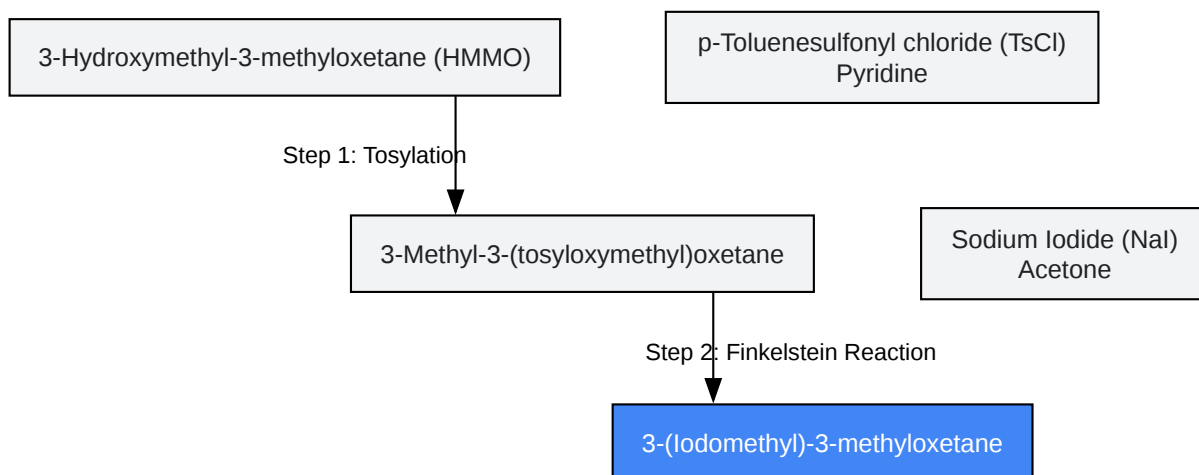 3-Hydroxymethyl-3-methyloxetane (HMMO)
p-Toluenesulfonyl chloride (TsCl)
Pyridine
Step 1: Tosylation
3-Methyl-3-(tosyloxymethyl)oxetane
Sodium Iodide (NaI)
Acetone
Step 2: Finkelstein Reaction
3-(Iodomethyl)-3-methyloxetane